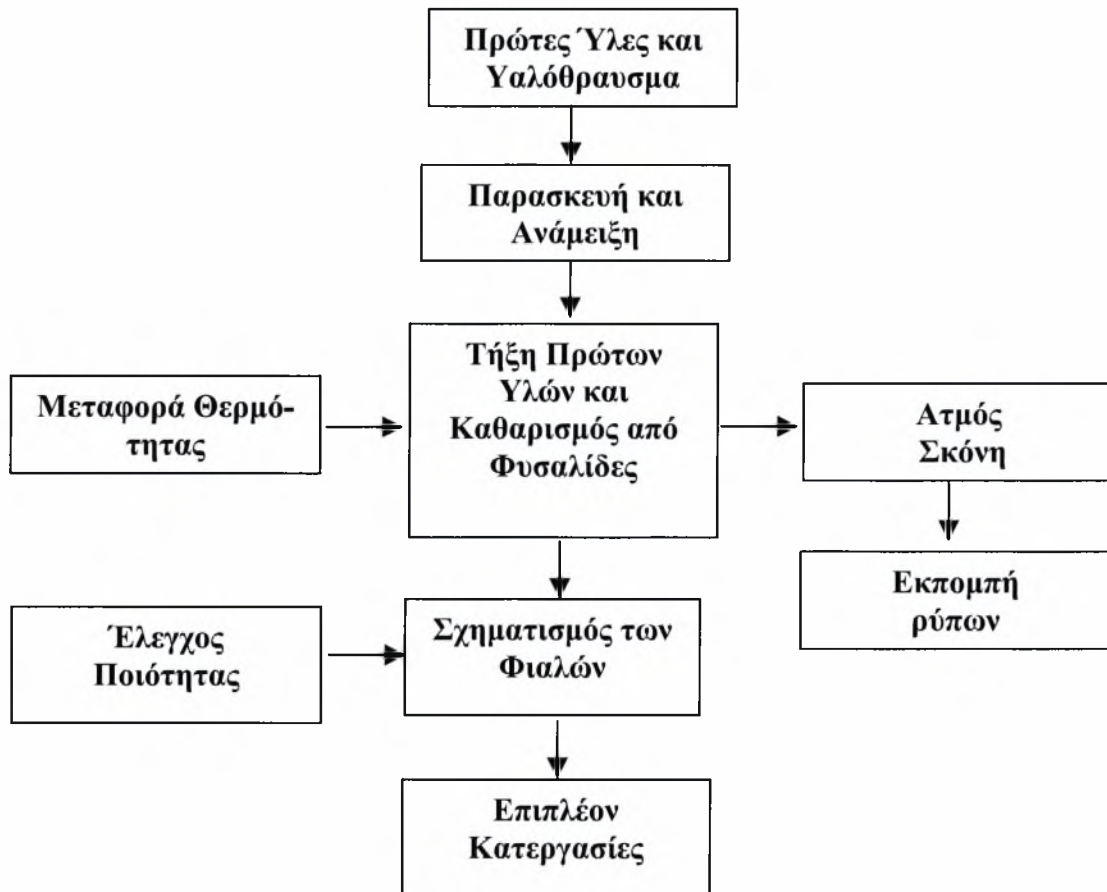 Πρώτες Ύλες και
Υαλόθραυσμα
Παρασκευή και
Ανάμειξη
Τήξη Πρώτων
Υλών και
Καθαρισμός από
Φυσαλίδες
Μεταφορά Θερμό-
τητας
Ατμός
Σκόνη
Εκπομπή
ρύπων
Έλεγχος
Ποιότητας
Σχηματισμός των
Φιαλών
Επιπλέον
Κατεργασίες